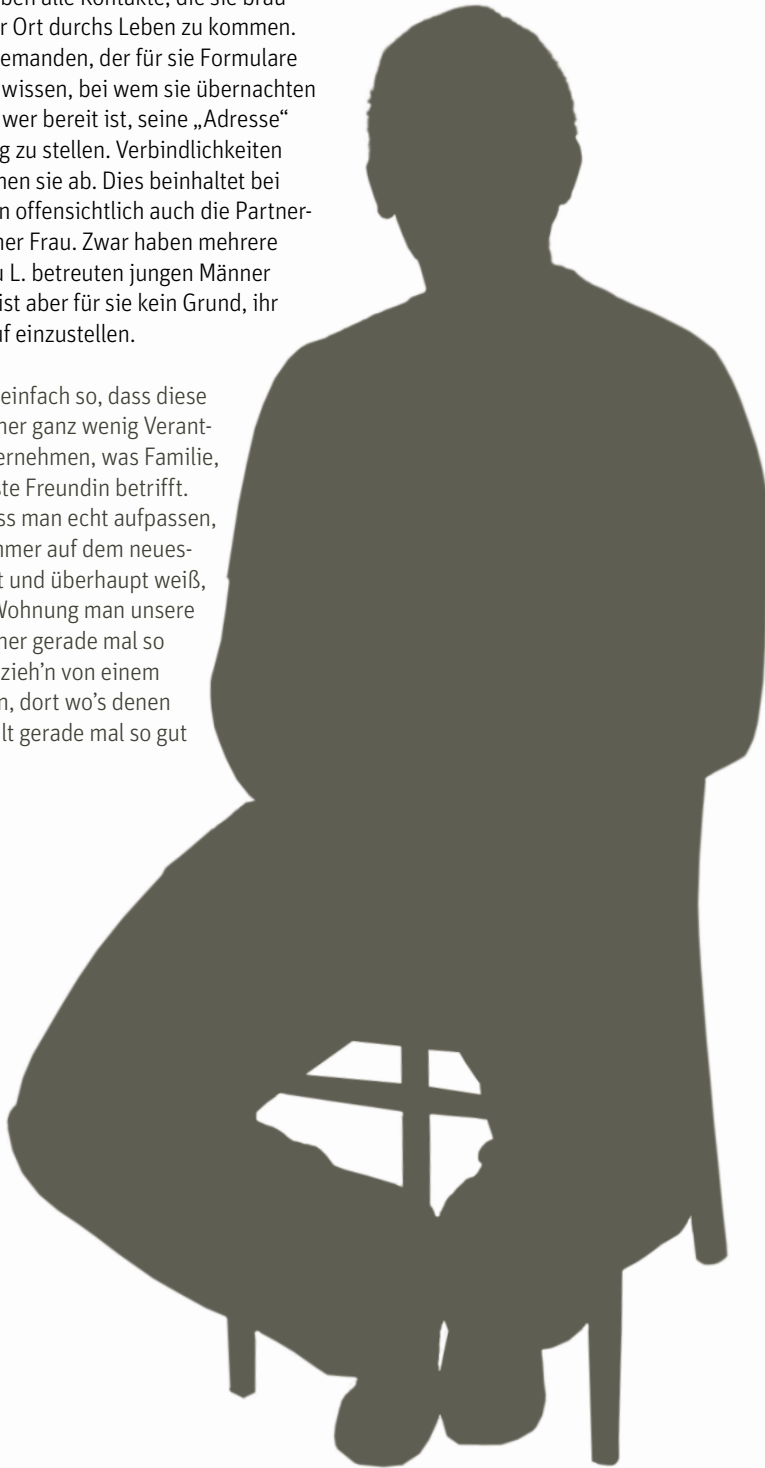 ben alle Kontakte, die sie brau-
r Ort durchs Leben zu kommen.
emanden, der für sie Formulare
wissen, bei wem sie übernachten
wer bereit ist, seine „Adresse“
g zu stellen. Verbindlichkeiten
nen sie ab. Dies beinhaltet bei
n offensichtlich auch die Partner-
ner Frau. Zwar haben mehrere
u L. betreuten jungen Männer
ist aber für sie kein Grund, ihr
uf einzustellen.
einfach so, dass diese
ner ganz wenig Verant-
ernehmen, was Familie,
ste Freundin betrifft.
ss man echt aufpassen,
mmer auf dem neues-
t und überhaupt weiß,
Wohnung man unsere
ner gerade mal so
zieh’n von einem
n, dort wo’s denen
lt gerade mal so gut